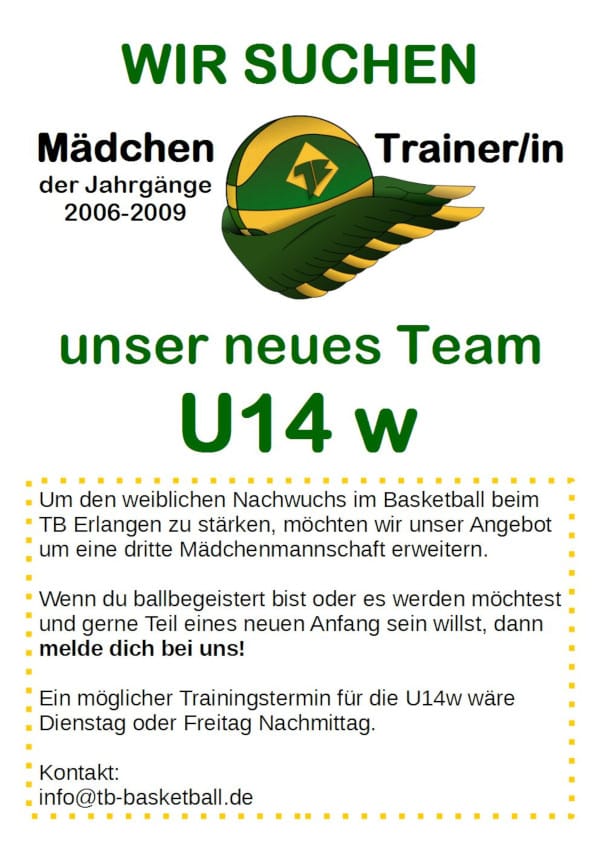 WIR SUCHEN
Mädchen
der Jahrgänge
2006-2009
TB
Trainer/in
unser neues Team
U14 w
Um den weiblichen Nachwuchs im Basketball beim
TB Erlangen zu stärken, möchten wir unser Angebot
um eine dritte Mädchenmannschaft erweitern.
Wenn du ballbegeistert bist oder es werden möchtest
und gerne Teil eines neuen Anfang sein willst, dann
melde dich bei uns!
Ein möglicher Trainingstermin für die U14w wäre
Dienstag oder Freitag Nachmittag.
Kontakt:
info@tb-basketball.de